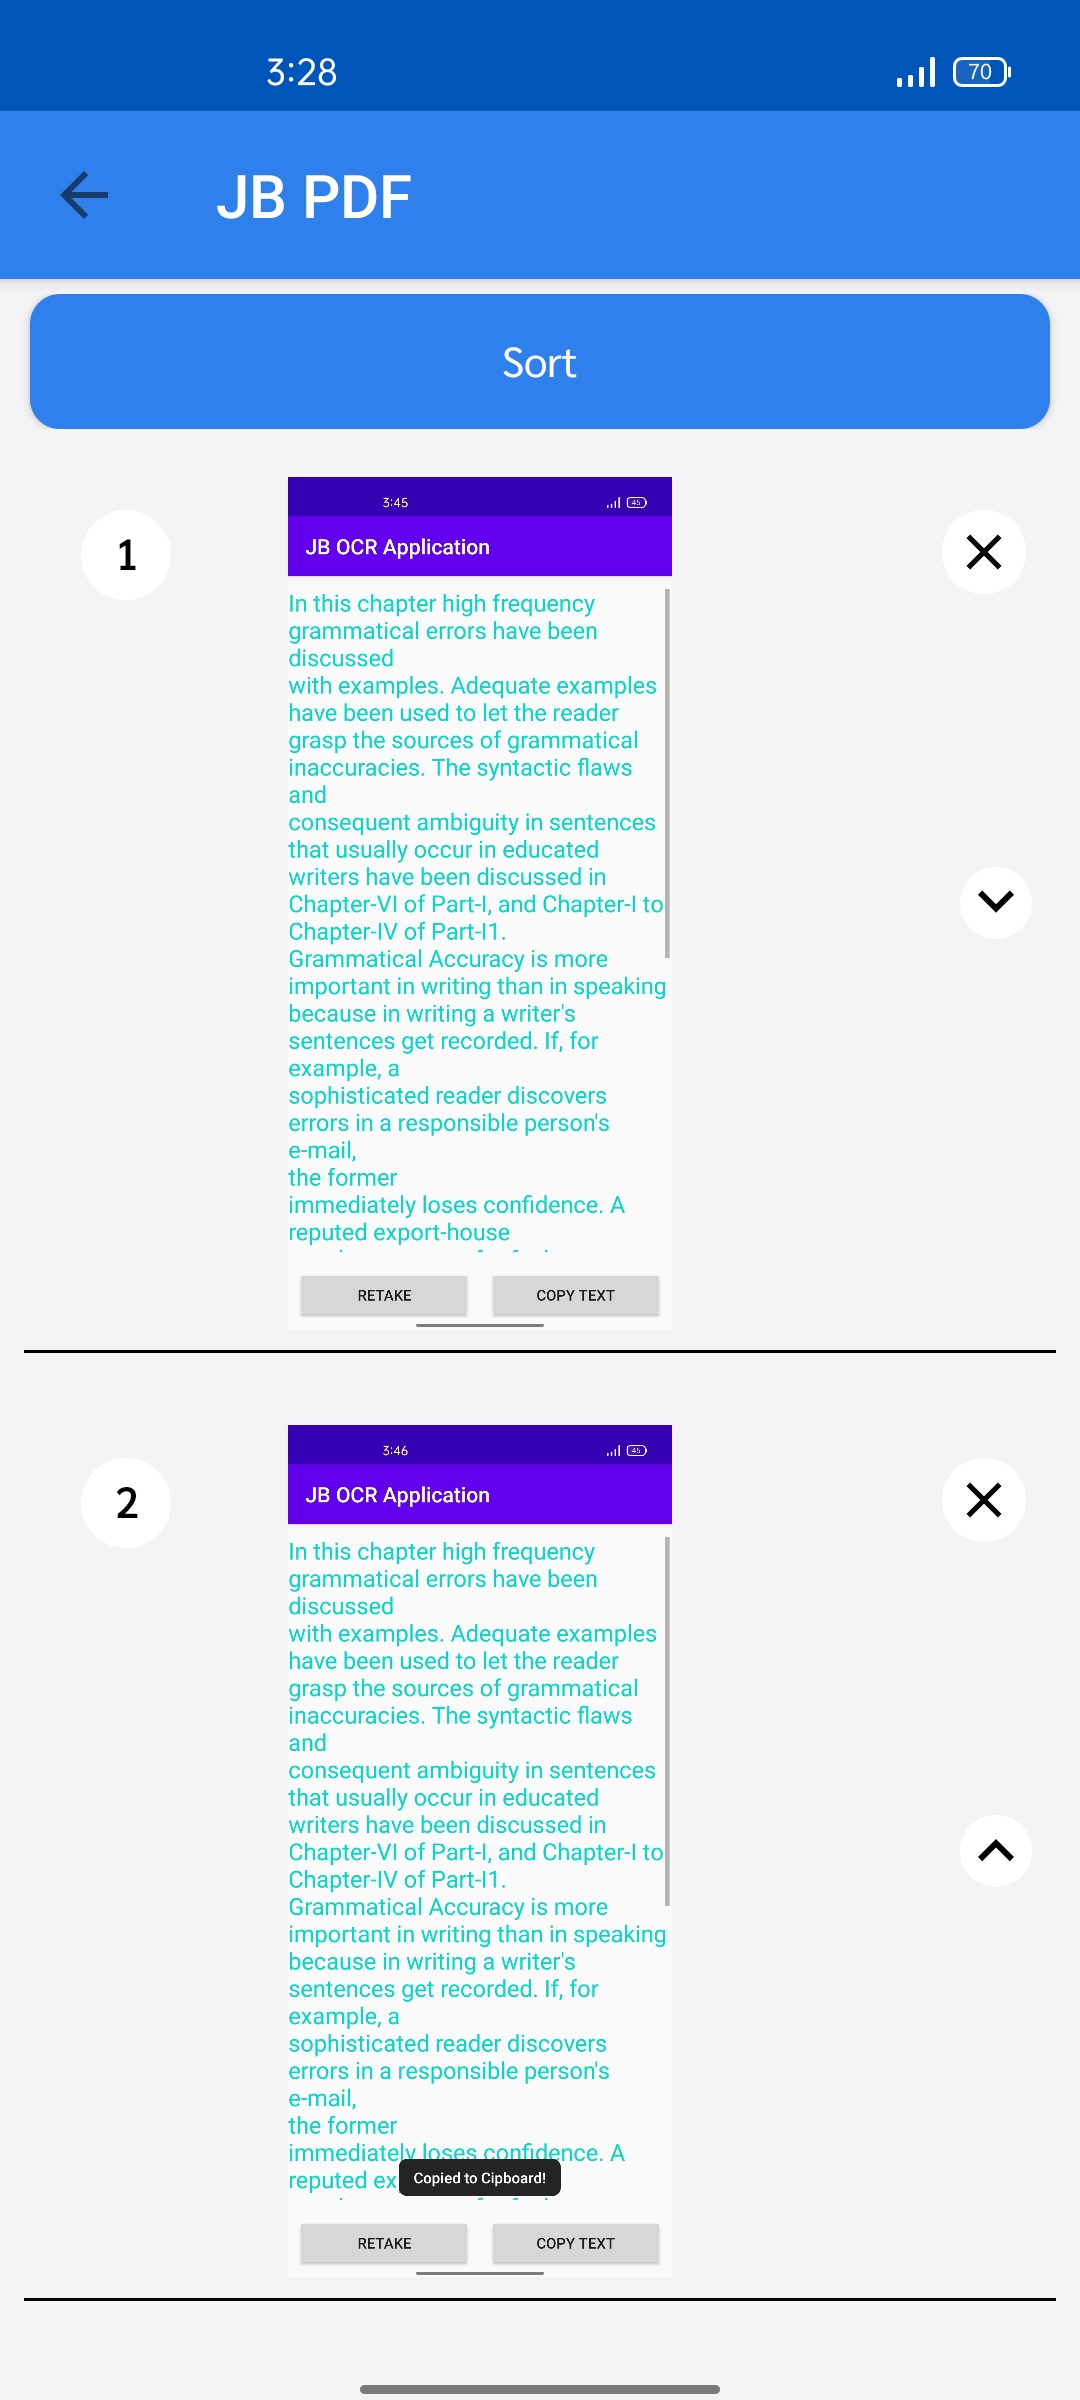 3:28
70
JB PDF
Sort
1
3:45
45
JB OCR Application
In this chapter high frequency
grammatical errors have been
discussed
with examples. Adequate examples
have been used to let the reader
grasp the sources of grammatical
inaccuracies. The syntactic flaws
and
consequent ambiguity in sentences
that usually occur in educated
writers have been discussed in
Chapter-VI of Part-I, and Chapter-I to
Chapter-IV of Part-I1.
Grammatical Accuracy is more
important in writing than in speaking
because in writing a writer's
sentences get recorded. If, for
example, a
sophisticated reader discovers
errors in a responsible person's
e-mail,
the former
immediately loses confidence. A
reputed export-house
RETAKE
COPY TEXT
2
3:46
45
JB OCR Application
In this chapter high frequency
grammatical errors have been
discussed
with examples. Adequate examples
have been used to let the reader
grasp the sources of grammatical
inaccuracies. The syntactic flaws
and
consequent ambiguity in sentences
that usually occur in educated
writers have been discussed in
Chapter-VI of Part-I, and Chapter-I to
Chapter-IV of Part-I1.
Grammatical Accuracy is more
important in writing than in speaking
because in writing a writer's
sentences get recorded. If, for
example, a
sophisticated reader discovers
errors in a responsible person's
e-mail,
the former
immediately loses confidence. A
reputed ex
Copied to Cipboard!
RETAKE
COPY TEXT